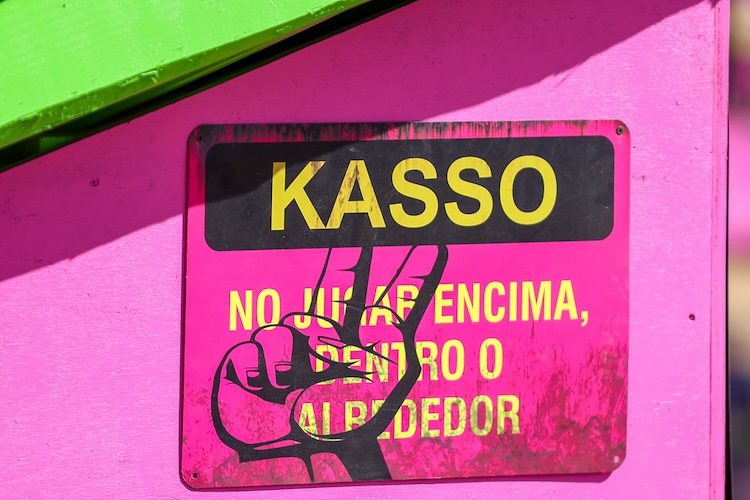 KASSO
NO JUGAR ENCIMA,
DENTRO O
ALREDEDOR